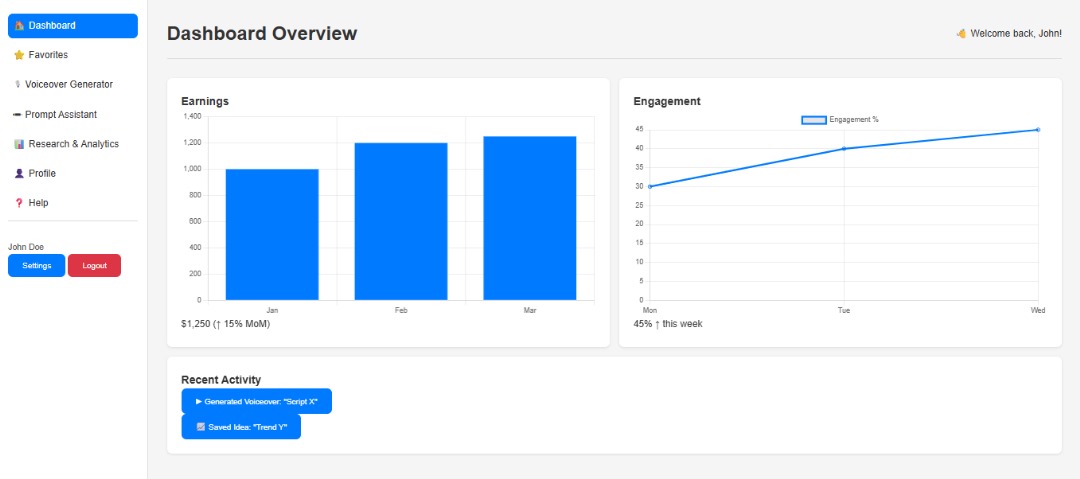 Dashboard
Favorites
Voiceover Generator
Prompt Assistant
Research & Analytics
Profile
Help
John Doe
Settings
Logout
Dashboard Overview
Welcome back, John!
Earnings
1,400
1,200
1,000
800
600
400
200
0
Jan Feb Mar
$1,250 (↑ 15% MoM)
Engagement
Engagement %
45
40
35
30
25
20
15
10
5
0
Mon Tue Wed
45% ↑ this week
Recent Activity
▶ Generated Voiceover: "Script X"
Saved Idea: "Trend Y"